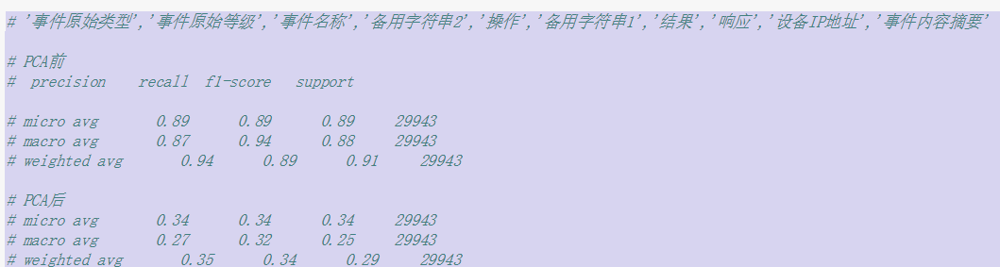 # '事件原始类型','事件原始等级','事件名称','备用字符串2','操作','备用字符串1','结果','响应','设备IP地址','事件内容摘要'
# PCA前
# precision recall f1-score support
# micro avg 0.89 0.89 0.89 29943
# macro avg 0.87 0.94 0.88 29943
# weighted avg 0.94 0.89 0.91 29943
# PCA后
# micro avg 0.34 0.34 0.34 29943
# macro avg 0.27 0.32 0.25 29943
# weighted avg 0.35 0.34 0.29 29943